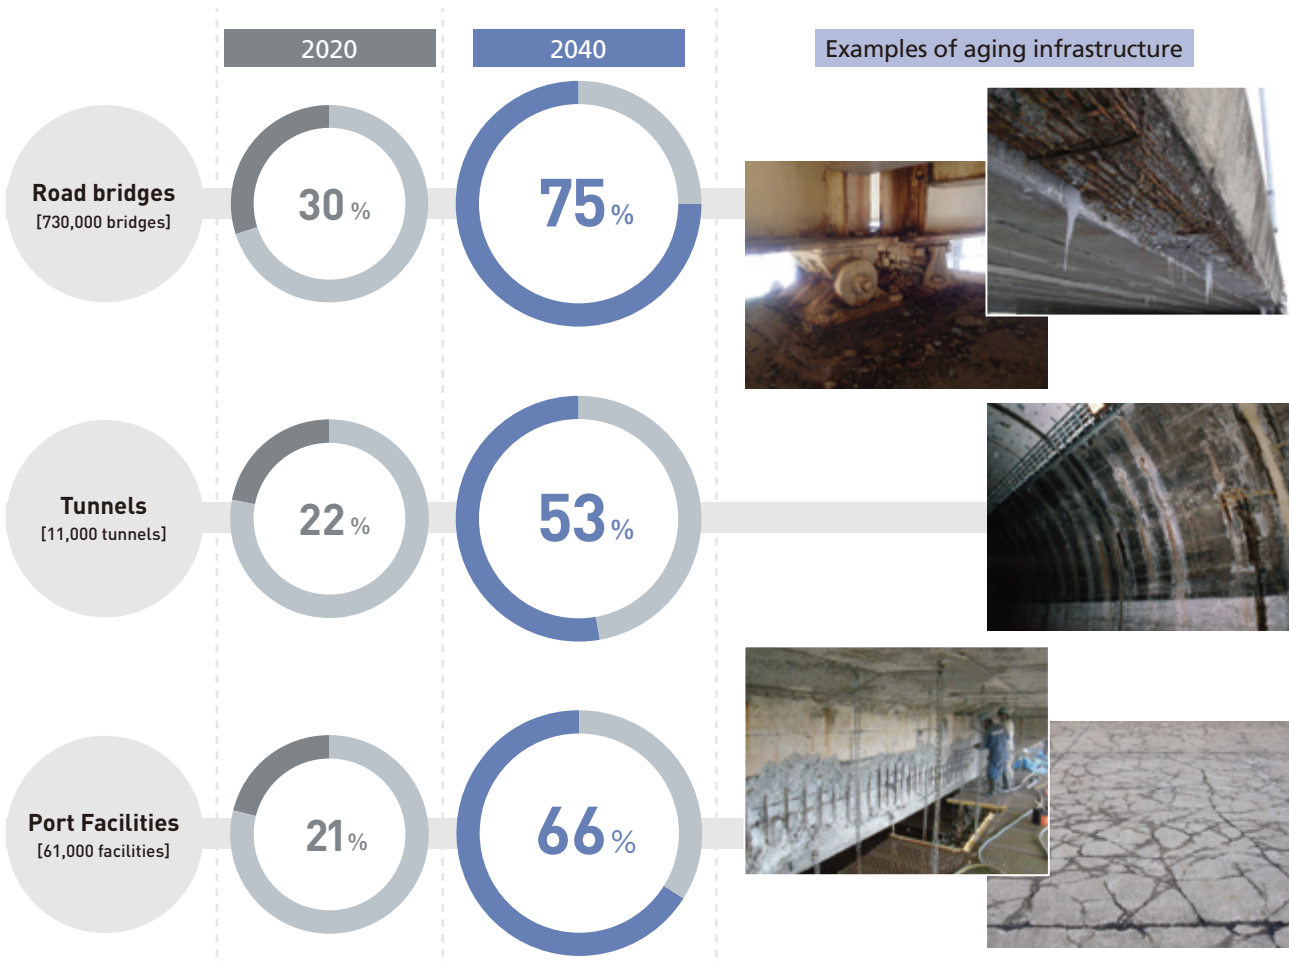 2020
2040
Examples of aging infrastructure
Road bridges
[730,000 bridges]
30 %
75 %
Tunnels
[11,000 tunnels]
22 %
53 %
Port Facilities
[61,000 facilities]
21 %
66 %